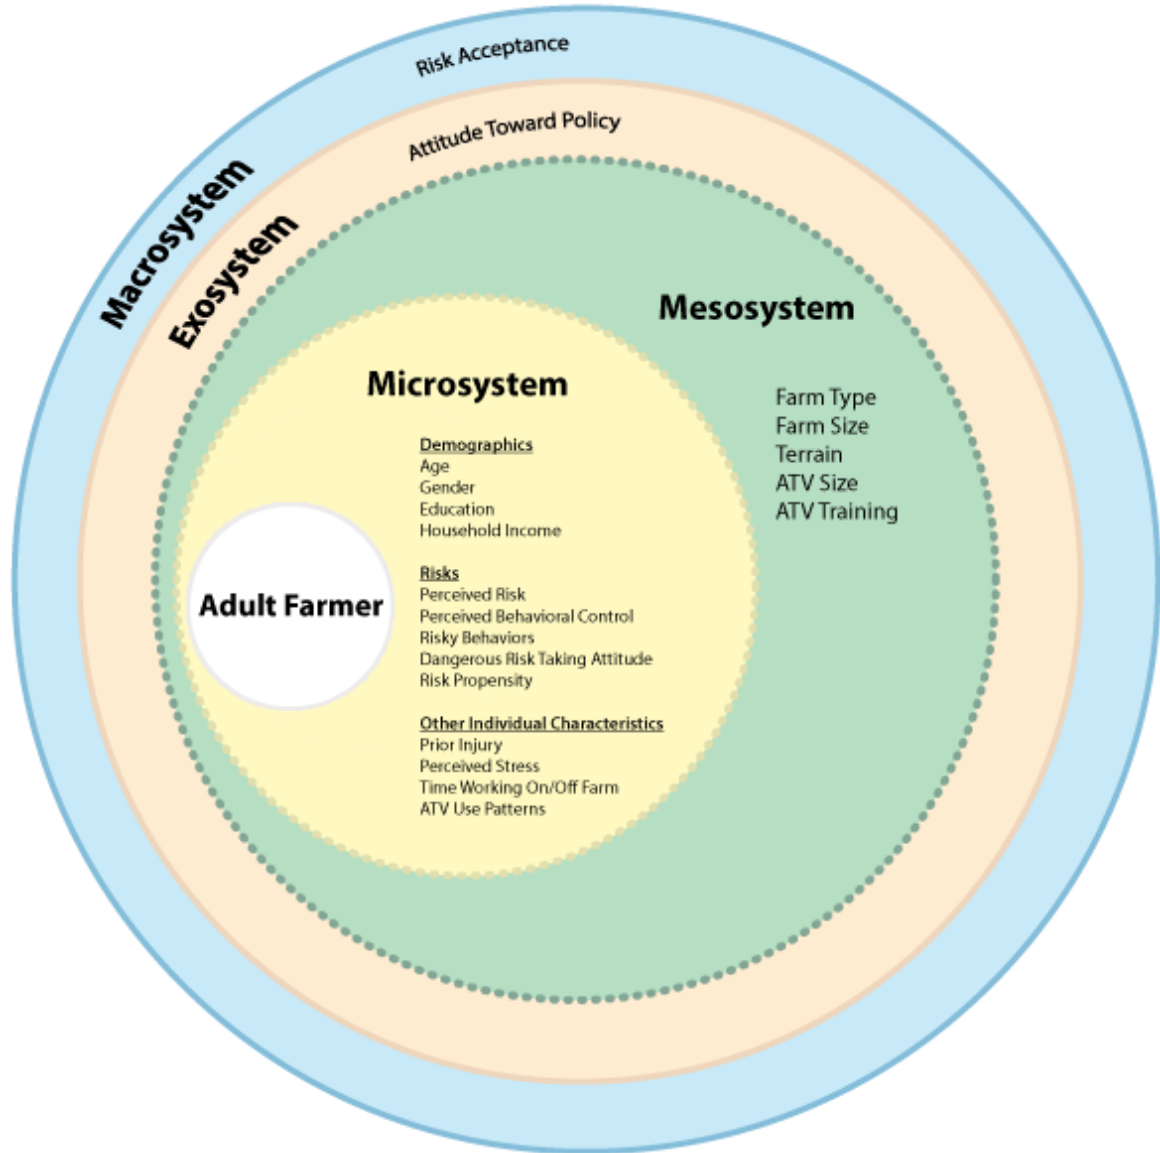 Risk Acceptance
Attitude Toward Policy
Macrosystem
Exosystem
Mesosystem
Farm Type
Farm Size
Terrain
ATV Size
ATV Training
Microsystem
Demographics
Age
Gender
Education
Household Income
Risks
Perceived Risk
Perceived Behavioral Control
Risky Behaviors
Dangerous Risk Taking Attitude
Risk Propensity
Other Individual Characteristics
Prior Injury
Perceived Stress
Time Working On/Off Farm
ATV Use Patterns
Adult Farmer